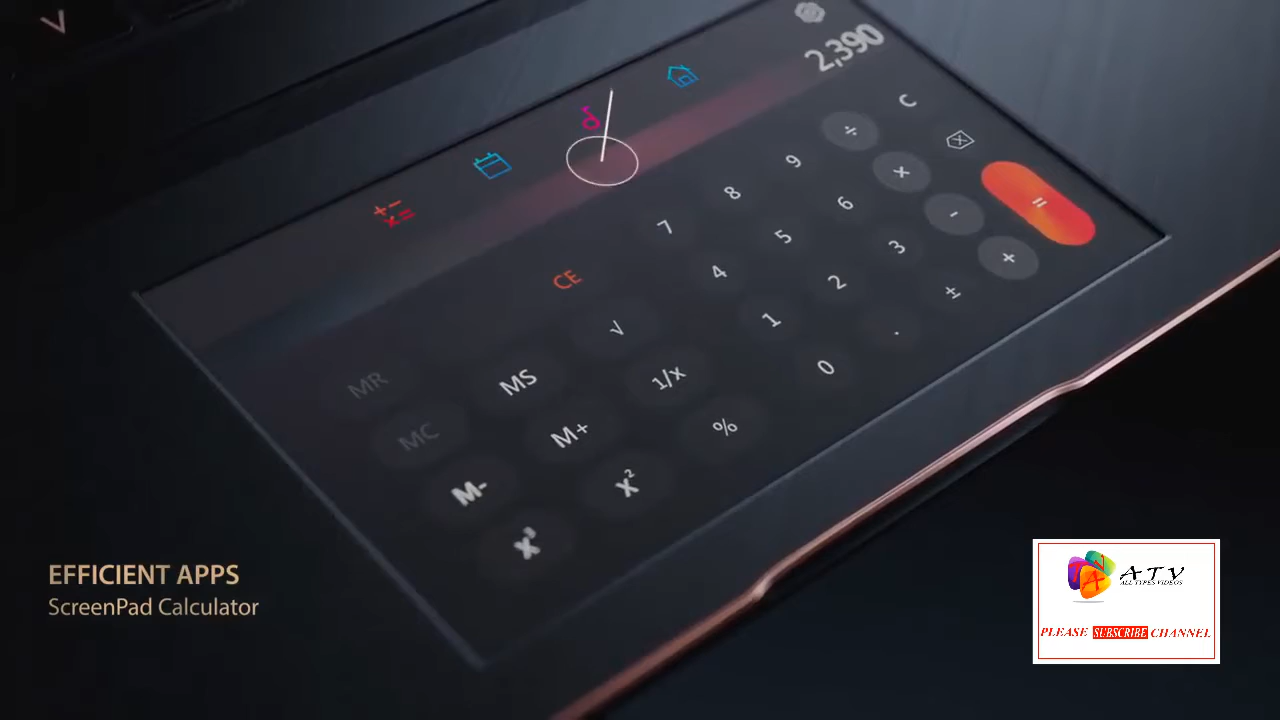 V
2,390
C
÷
9
8
7
×
6
5
4
=
-
3
2
1
+
±
.
0
CE
√
1/x
%
MR
MS
M+
x²
MC
M-
x³
EFFICIENT APPS
ScreenPad Calculator
ATV
ALL TYPES VIDEOS
PLEASE SUBSCRIBE CHANNEL